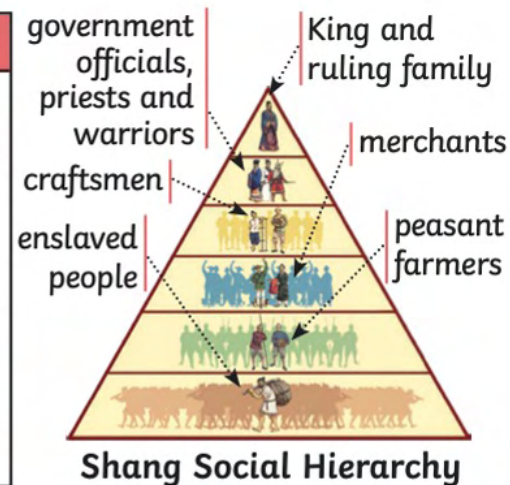 government
officials,
priests and
warriors
King and
ruling family
craftsmen
merchants
enslaved
people
peasant
farmers
Shang Social Hierarchy